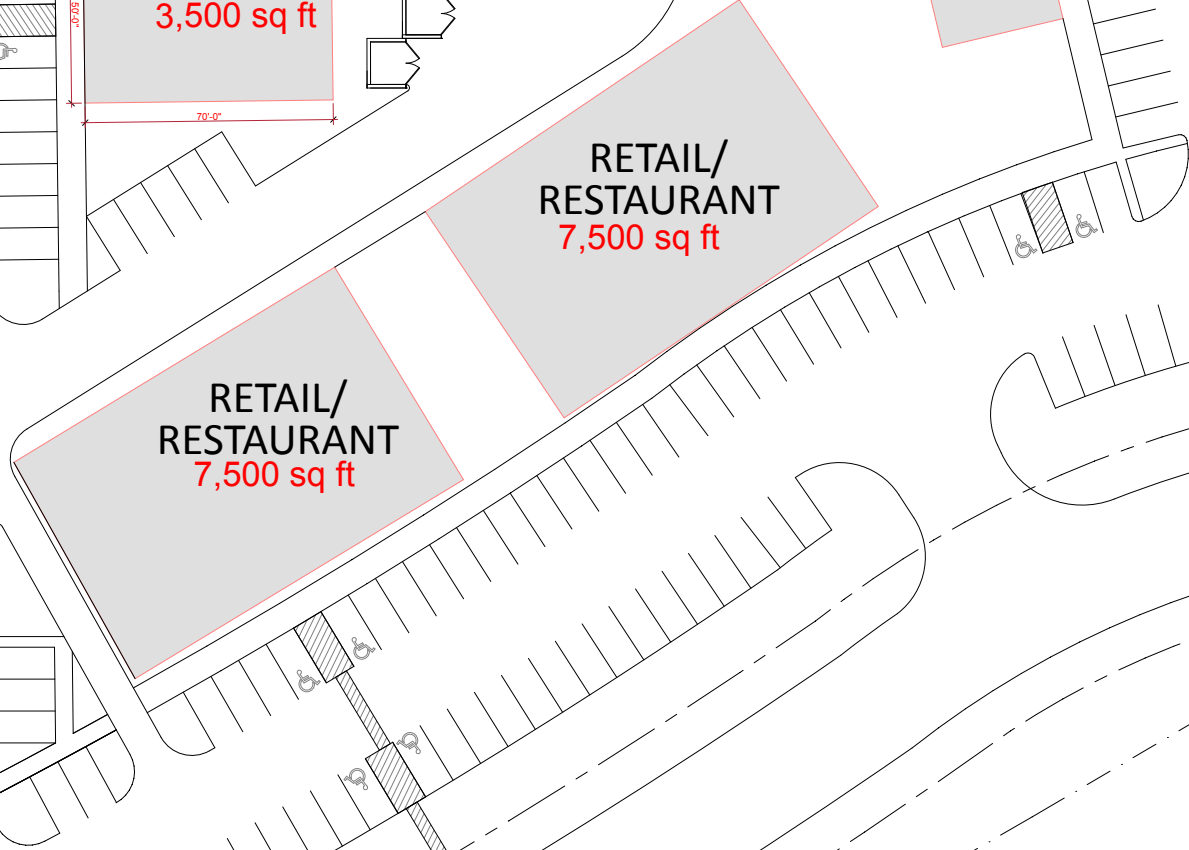 3,500 sq ft
50'-0"
70'-0"
RETAIL/
RESTAURANT
7,500 sq ft
RETAIL/
RESTAURANT
7,500 sq ft